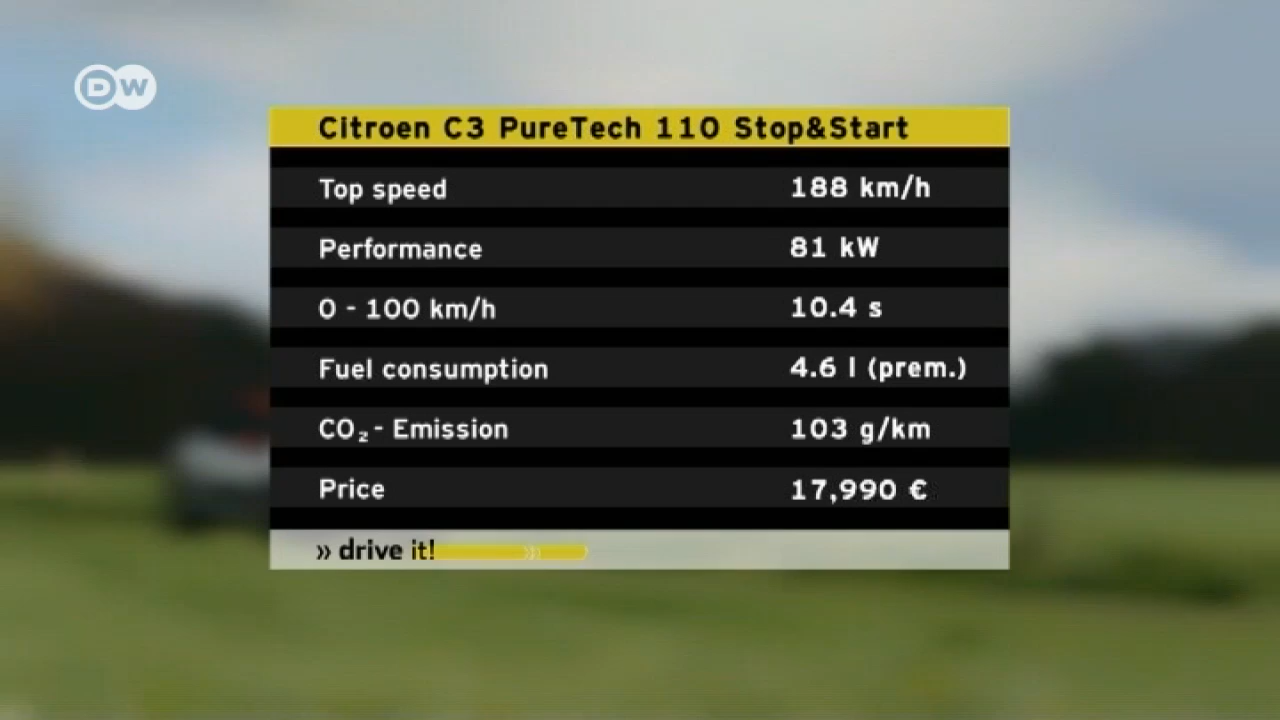 DW
Citroen C3 PureTech 110 Stop&Start
Top speed 188 km/h
Performance 81 kW
0 - 100 km/h 10.4 s
Fuel consumption 4.6 l (prem.)
CO₂ - Emission 103 g/km
Price 17,990 €
» drive it!